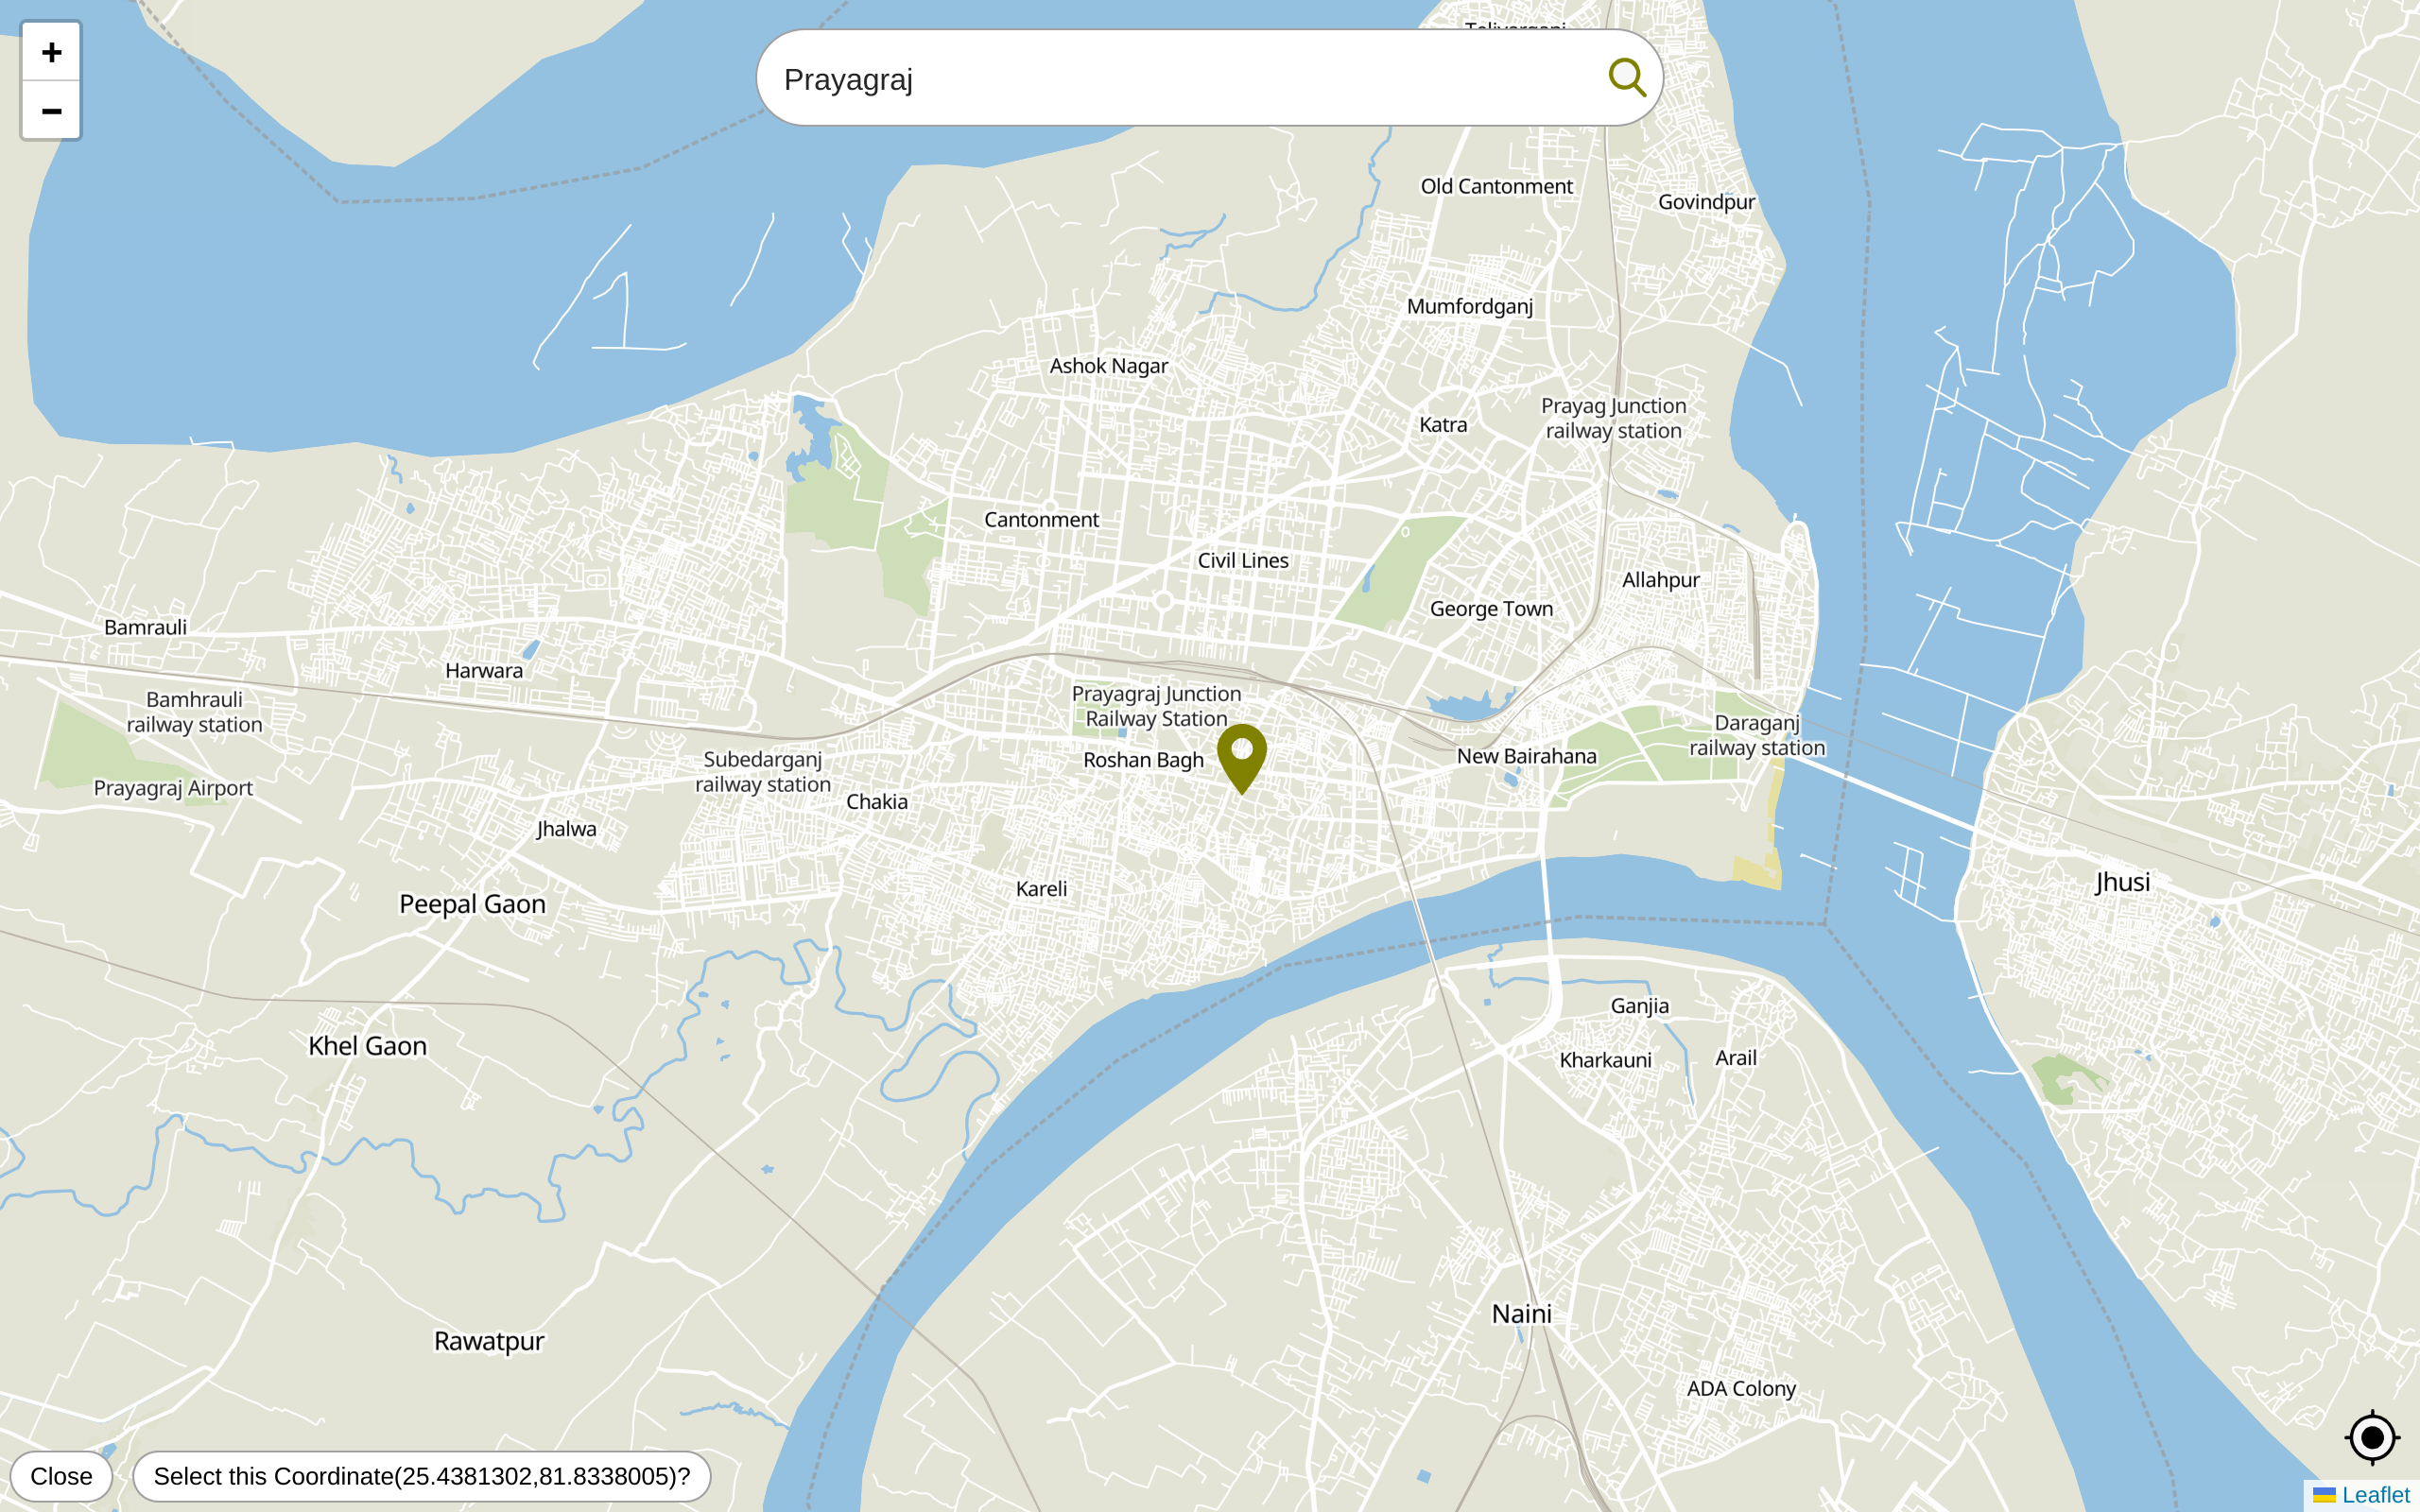 +
−
Prayagraj
Teliyarganj
Old Cantonment
Govindpur
Mumfordganj
Ashok Nagar
Prayag Junction
railway station
Katra
Cantonment
Civil Lines
Allahpur
George Town
Bamrauli
Harwara
Bamhrauli
railway station
Prayagraj Junction
Railway Station
Daraganj
railway station
Subedarganj
railway station
Roshan Bagh
New Bairahana
Prayagraj Airport
Chakia
Jhalwa
Jhusi
Kareli
Peepal Gaon
Ganjia
Khel Gaon
Kharkauni
Arail
Naini
Rawatpur
ADA Colony
Close
Select this Coordinate(25.4381302,81.8338005)?
Leaflet